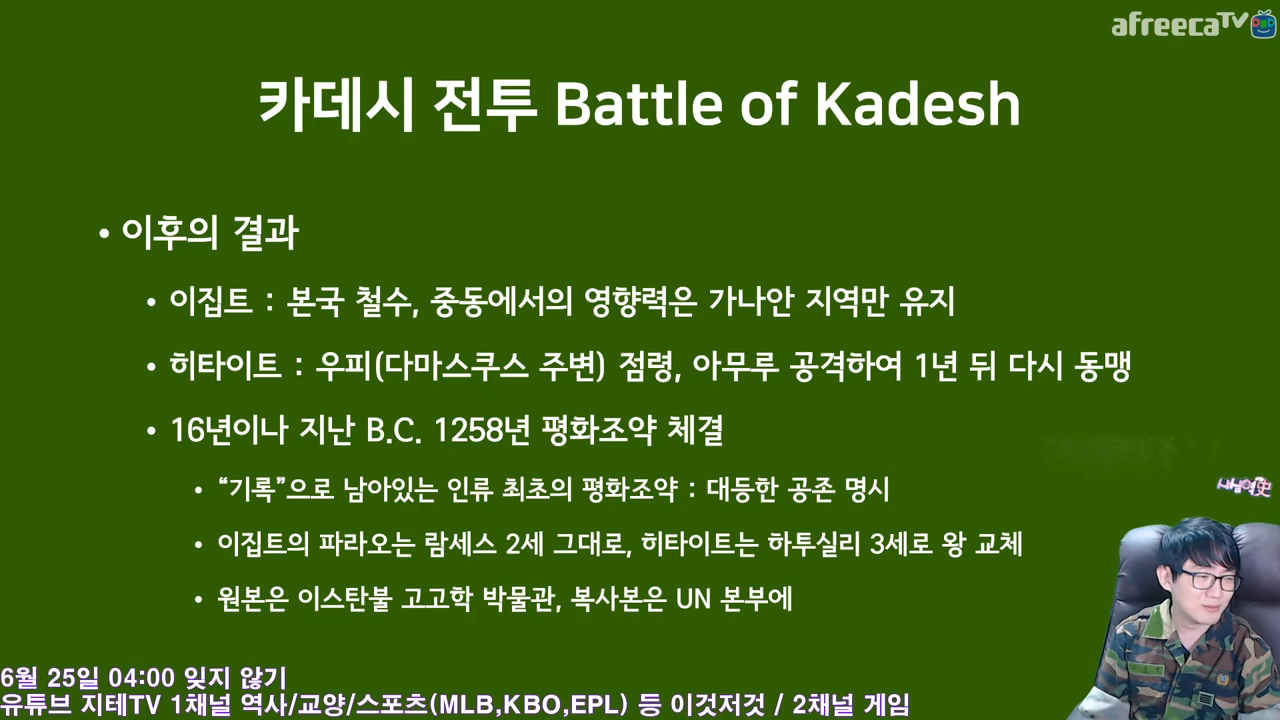 afreecaTV
카데시 전투 Battle of Kadesh
• 이후의 결과
• 이집트 : 본국 철수, 중동에서의 영향력은 가나안 지역만 유지
• 히타이트 : 우피(다마스쿠스 주변) 점령, 아무루 공격하여 1년 뒤 다시 동맹
• 16년이나 지난 B.C. 1258년 평화조약 체결
• “기록”으로 남아있는 인류 최초의 평화조약 : 대등한 공존 명시
• 이집트의 파라오는 람세스 2세 그대로, 히타이트는 하투실리 3세로 왕 교체
• 원본은 이스탄불 고고학 박물관, 복사본은 UN 본부에
6월 25일 04:00 잊지 않기
유튜브 지테TV 1채널 역사/교양/스포츠(MLB,KBO,EPL) 등 이것저것 / 2채널 게임